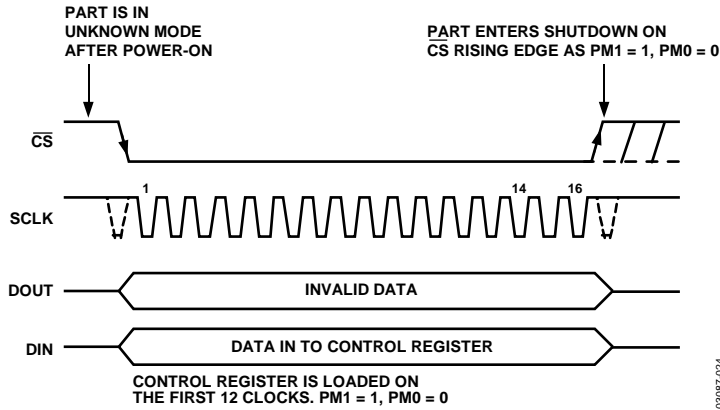 PART IS IN
UNKNOWN MODE
AFTER POWER-ON
PART ENTERS SHUTDOWN ON
CS RISING EDGE AS PM1 = 1, PM0 = 0
CS
1
14
16
SCLK
DOUT
INVALID DATA
DIN
DATA IN TO CONTROL REGISTER
CONTROL REGISTER IS LOADED ON
THE FIRST 12 CLOCKS. PM1 = 1, PM0 = 0
03087-024